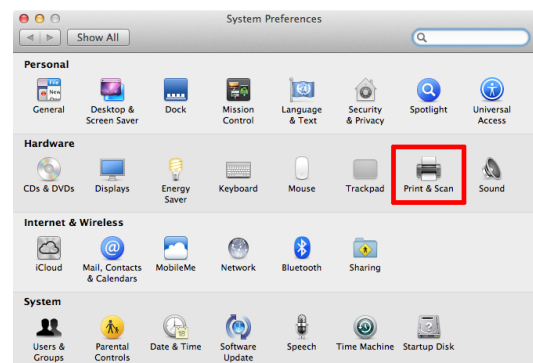 System Preferences
Show All
Personal
General
Desktop &
Screen Saver
Dock
Mission
Control
Language
& Text
Security
& Privacy
Spotlight
Universal
Access
Hardware
CDs & DVDs
Displays
Energy
Saver
Keyboard
Mouse
Trackpad
Print & Scan
Sound
Internet & Wireless
iCloud
Mail, Contacts
& Calendars
MobileMe
Network
Bluetooth
Sharing
System
Users &
Groups
Parental
Controls
Date & Time
Software
Update
Speech
Time Machine
Startup Disk